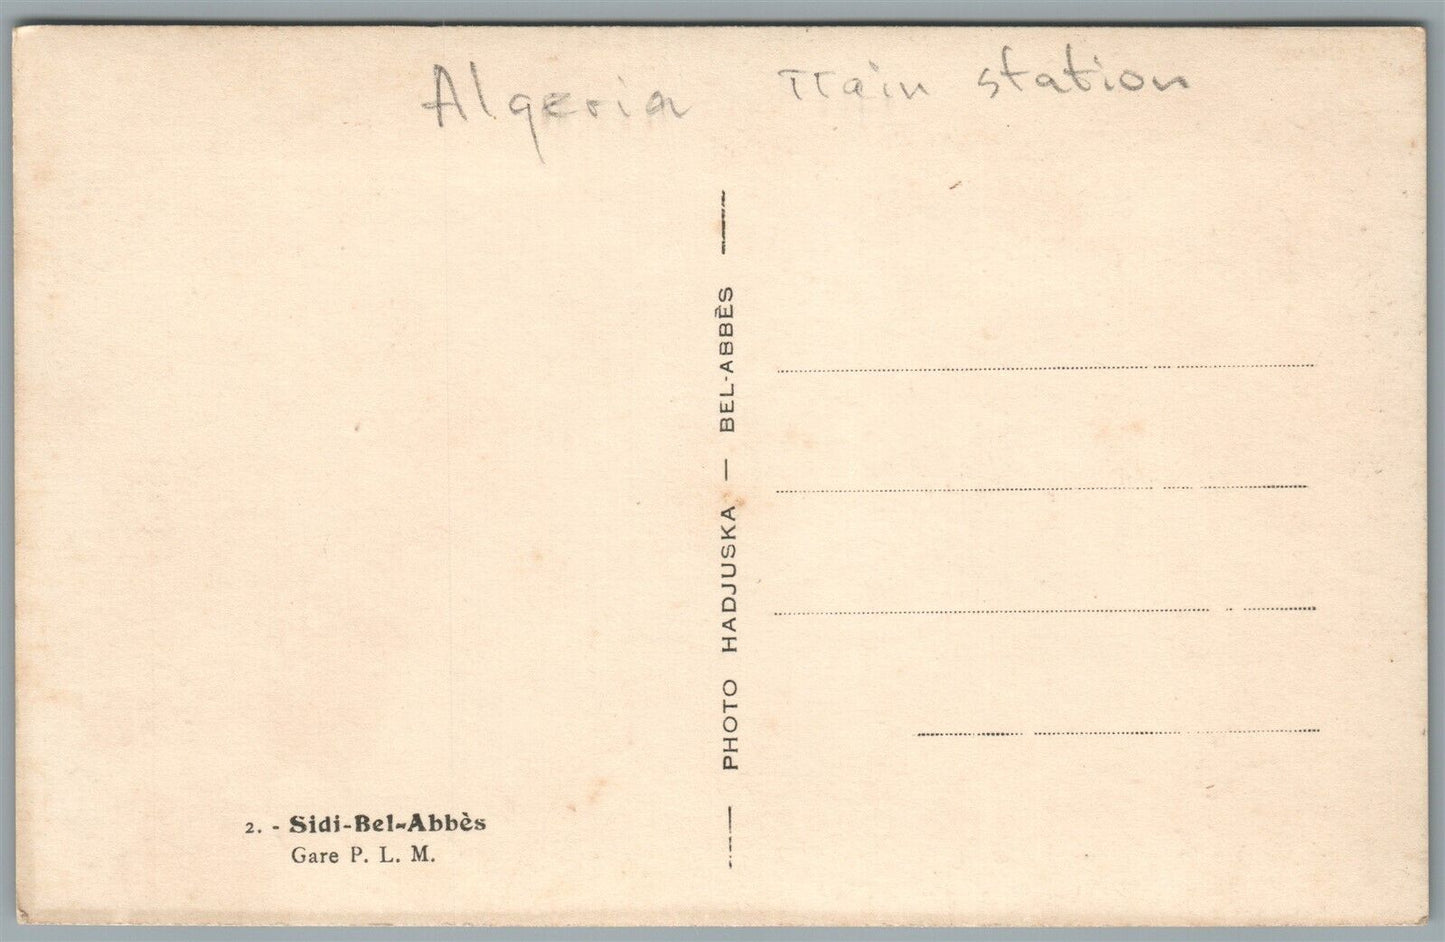 Algeria Train station
PHOTO HADJUSKA — BEL-ABBÈS
2. - Sidi-Bel-Abbès
Gare P. L. M.